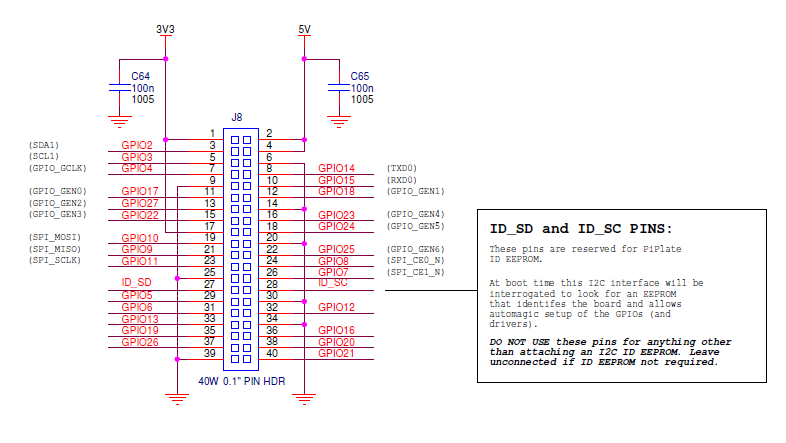 3V3 5V
C64 C65
100n 100n
1005 1005
J8
1 2
(SDA1) GPIO2 3 4
(SCL1) GPIO3 5 6
(GPIO_GCLK) GPIO4 7 8 GPIO14 (TXD0)
9 10 GPIO15 (RXD0)
(GPIO_GEN0) GPIO17 11 12 GPIO18 (GPIO_GEN1)
(GPIO_GEN2) GPIO27 13 14
(GPIO_GEN3) GPIO22 15 16 GPIO23 (GPIO_GEN4)
17 18 GPIO24 (GPIO_GEN5)
(SPI_MOSI) GPIO10 19 20
(SPI_MISO) GPIO9 21 22 GPIO25 (GPIO_GEN6)
(SPI_SCLK) GPIO11 23 24 GPIO8 (SPI_CE0_N)
25 26 GPIO7 (SPI_CE1_N)
ID_SD 27 28 ID_SC
GPIO5 29 30
GPIO6 31 32 GPIO12
GPIO13 33 34
GPIO19 35 36 GPIO16
GPIO26 37 38 GPIO20
39 40 GPIO21
40W 0.1" PIN HDR
ID_SD and ID_SC PINS:
These pins are reserved for PiPlate
ID EEPROM.
At boot time this I2C interface will be
interrogated to look for an EEPROM
that identifes the board and allows
automagic setup of the GPIOs (and
drivers).
DO NOT USE these pins for anything other
than attaching an I2C ID EEPROM. Leave
unconnected if ID EEPROM not required.